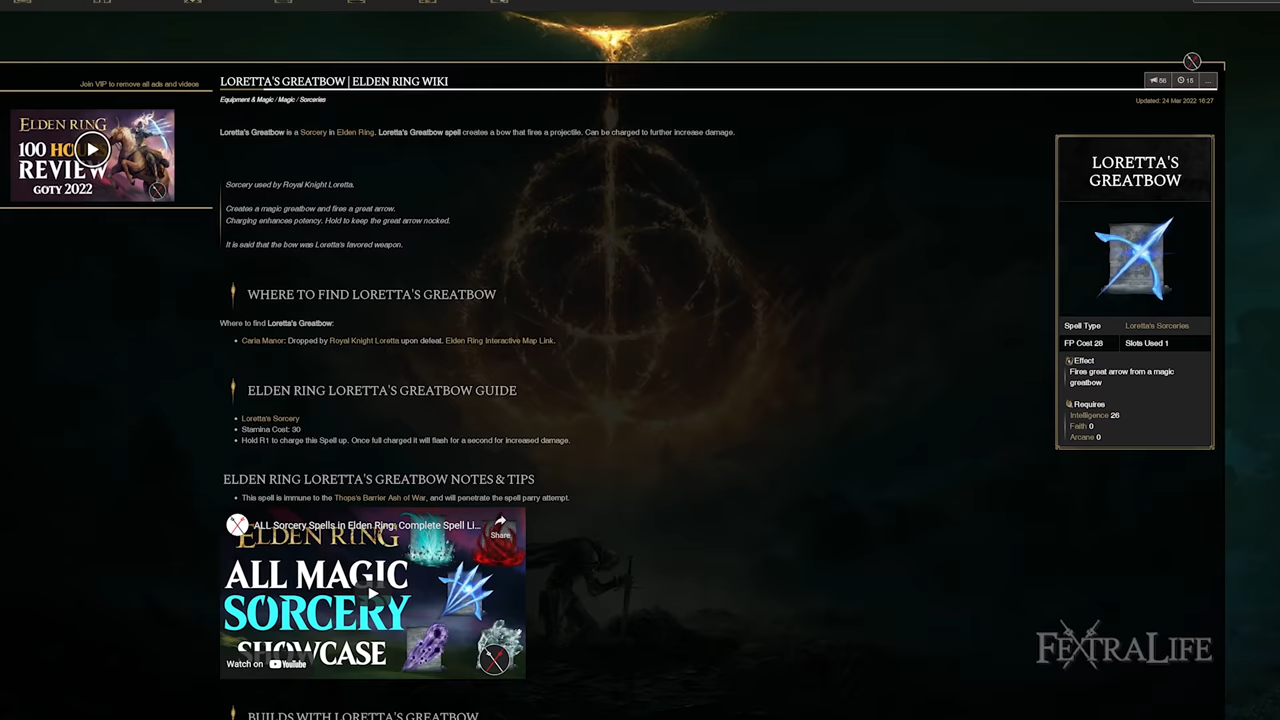 LORETTA'S GREATBOW | ELDEN RING WIKI
86
15
...
Join VIP to remove all ads and videos
Equipment & Magic / Magic / Sorceries
Updated: 24 Mar 2022 16:27
ELDEN RING
100 HOU
REVIEW
GOTY 2022
Loretta's Greatbow is a Sorcery in Elden Ring. Loretta's Greatbow spell creates a bow that fires a projectile. Can be charged to further increase damage.
Sorcery used by Royal Knight Loretta.
Creates a magic greatbow and fires a great arrow.
Charging enhances potency. Hold to keep the great arrow nocked.
It is said that the bow was Loretta's favored weapon.
WHERE TO FIND LORETTA'S GREATBOW
Where to find Loretta's Greatbow:
Caria Manor: Dropped by Royal Knight Loretta upon defeat. Elden Ring Interactive Map Link.
ELDEN RING LORETTA'S GREATBOW GUIDE
Loretta's Sorcery
Stamina Cost: 30
Hold R1 to charge this Spell up. Once full charged it will flash for a second for increased damage.
ELDEN RING LORETTA'S GREATBOW NOTES & TIPS
This spell is immune to the Thops's Barrier Ash of War, and will penetrate the spell parry attempt.
ALL Sorcery Spells in Elden Ring: Complete Spell Li...
Share
ELDEN RING
ALL MAGIC
SORCERY
SHOWCASE
Watch on YouTube
BUILDS WITH LORETTA'S GREATBOW
LORETTA'S
GREATBOW
Spell Type Loretta's Sorceries
FP Cost 28 Slots Used 1
Effect
Fires great arrow from a magic
greatbow
Requires
Intelligence 26
Faith 0
Arcane 0
FEXTRALIFE